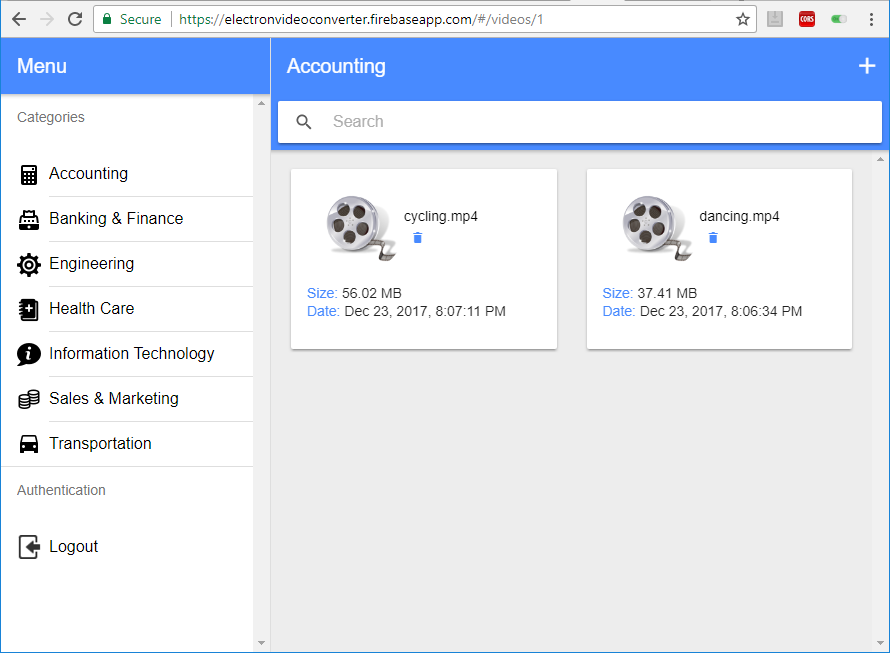 Secure
https://electronvideoconverter.firebaseapp.com/#/videos/1
CORS
Menu
Categories
Accounting
Banking & Finance
Engineering
Health Care
Information Technology
Sales & Marketing
Transportation
Authentication
Logout
Accounting
Search
cycling.mp4
Size: 56.02 MB
Date: Dec 23, 2017, 8:07:11 PM
dancing.mp4
Size: 37.41 MB
Date: Dec 23, 2017, 8:06:34 PM